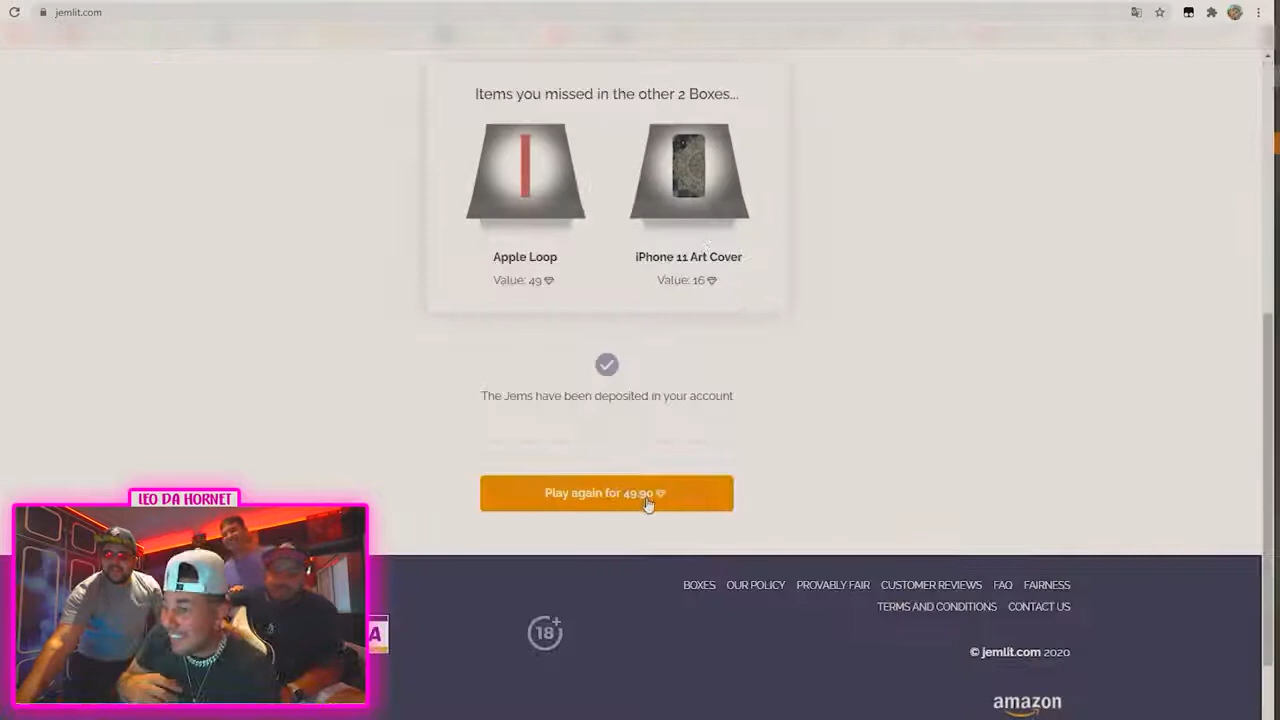 jemlit.com
Items you missed in the other 2 Boxes...
Apple Loop
Value: 49
iPhone 11 Art Cover
Value: 16
The Jems have been deposited in your account
Play again for 49.90
LEO DA HORNET
BOXES OUR POLICY PROVABLY FAIR CUSTOMER REVIEWS FAQ FAIRNESS
TERMS AND CONDITIONS CONTACT US
A
18+
© jemlit.com 2020
amazon